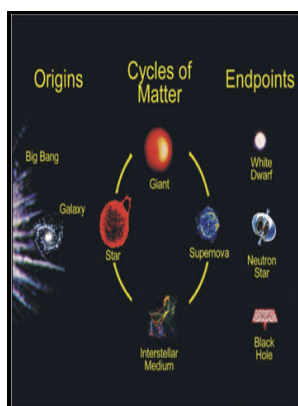 Origins
Cycles of
Matter
Endpoints
Big Bang
Galaxy
Star
Giant
Supernova
Interstellar
Medium
White
Dwarf
Neutron
Star
Black
Hole